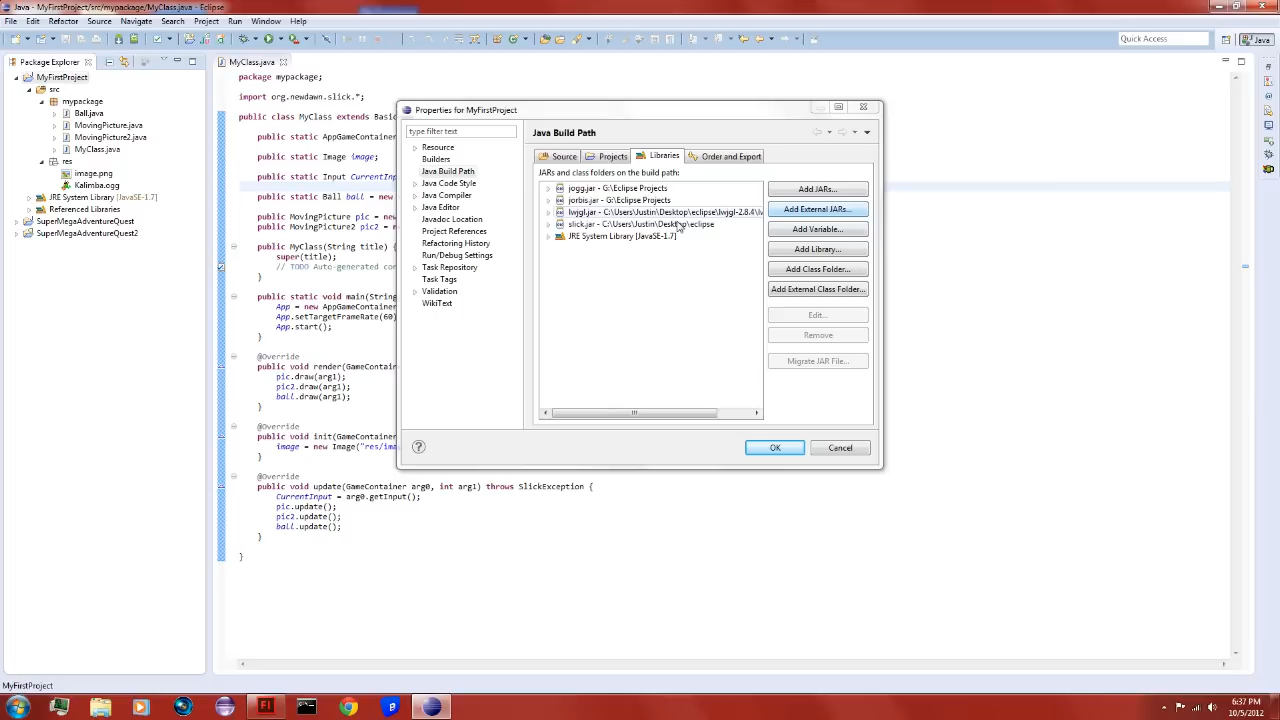 Java - MyFirstProject/src/mypackage/MyClass.java - Eclipse
File Edit Refactor Source Navigate Search Project Run Window Help
Quick Access
Java
Package Explorer
MyFirstProject
src
mypackage
Ball.java
MovingPicture.java
MovingPicture2.java
MyClass.java
res
image.png
Kalimba.ogg
JRE System Library [JavaSE-1.7]
Referenced Libraries
SuperMegaAdventureQuest
SuperMegaAdventureQuest2
MyClass.java
package mypackage;
import org.newdawn.slick.*;
public class MyClass extends Basic
public static AppGameContainer
public static Image image;
public static Input CurrentInp
public static Ball ball = new
MovingPicture pic = new
MovingPicture2 pic2 =
public MyClass(String title) {
super(title);
// TODO Auto-generated con
}
public static void main(String
App = new AppGameContainer
App.setTargetFrameRate(60)
App.start();
}
@Override
public void render(GameContain
pic.draw(arg1);
pic2.draw(arg1);
ball.draw(arg1);
}
@Override
public void init(GameContainer
image = new Image("res/ima
}
@Override
public void update(GameContainer arg0, int arg1) throws SlickException {
CurrentInput = arg0.getInput();
pic.update();
pic2.update();
ball.update();
}
}
Properties for MyFirstProject
type filter text
Resource
Builders
Java Build Path
Java Code Style
Java Compiler
Java Editor
Javadoc Location
Project References
Refactoring History
Run/Debug Settings
Task Repository
Task Tags
Validation
WikiText
Java Build Path
Source Projects Libraries Order and Export
JARs and class folders on the build path:
jogg.jar - G:\Eclipse Projects
jorbis.jar - G:\Eclipse Projects
lwjgl.jar - C:\Users\Justin\Desktop\eclipse\lwjgl-2.8.4\lv
slick.jar - C:\Users\Justin\Desktop\eclipse
JRE System Library [JavaSE-1.7]
Add JARs...
Add External JARs...
Add Variable...
Add Library...
Add Class Folder...
Add External Class Folder...
Edit...
Remove
Migrate JAR File...
OK Cancel
MyFirstProject
6:37 PM
10/5/2012